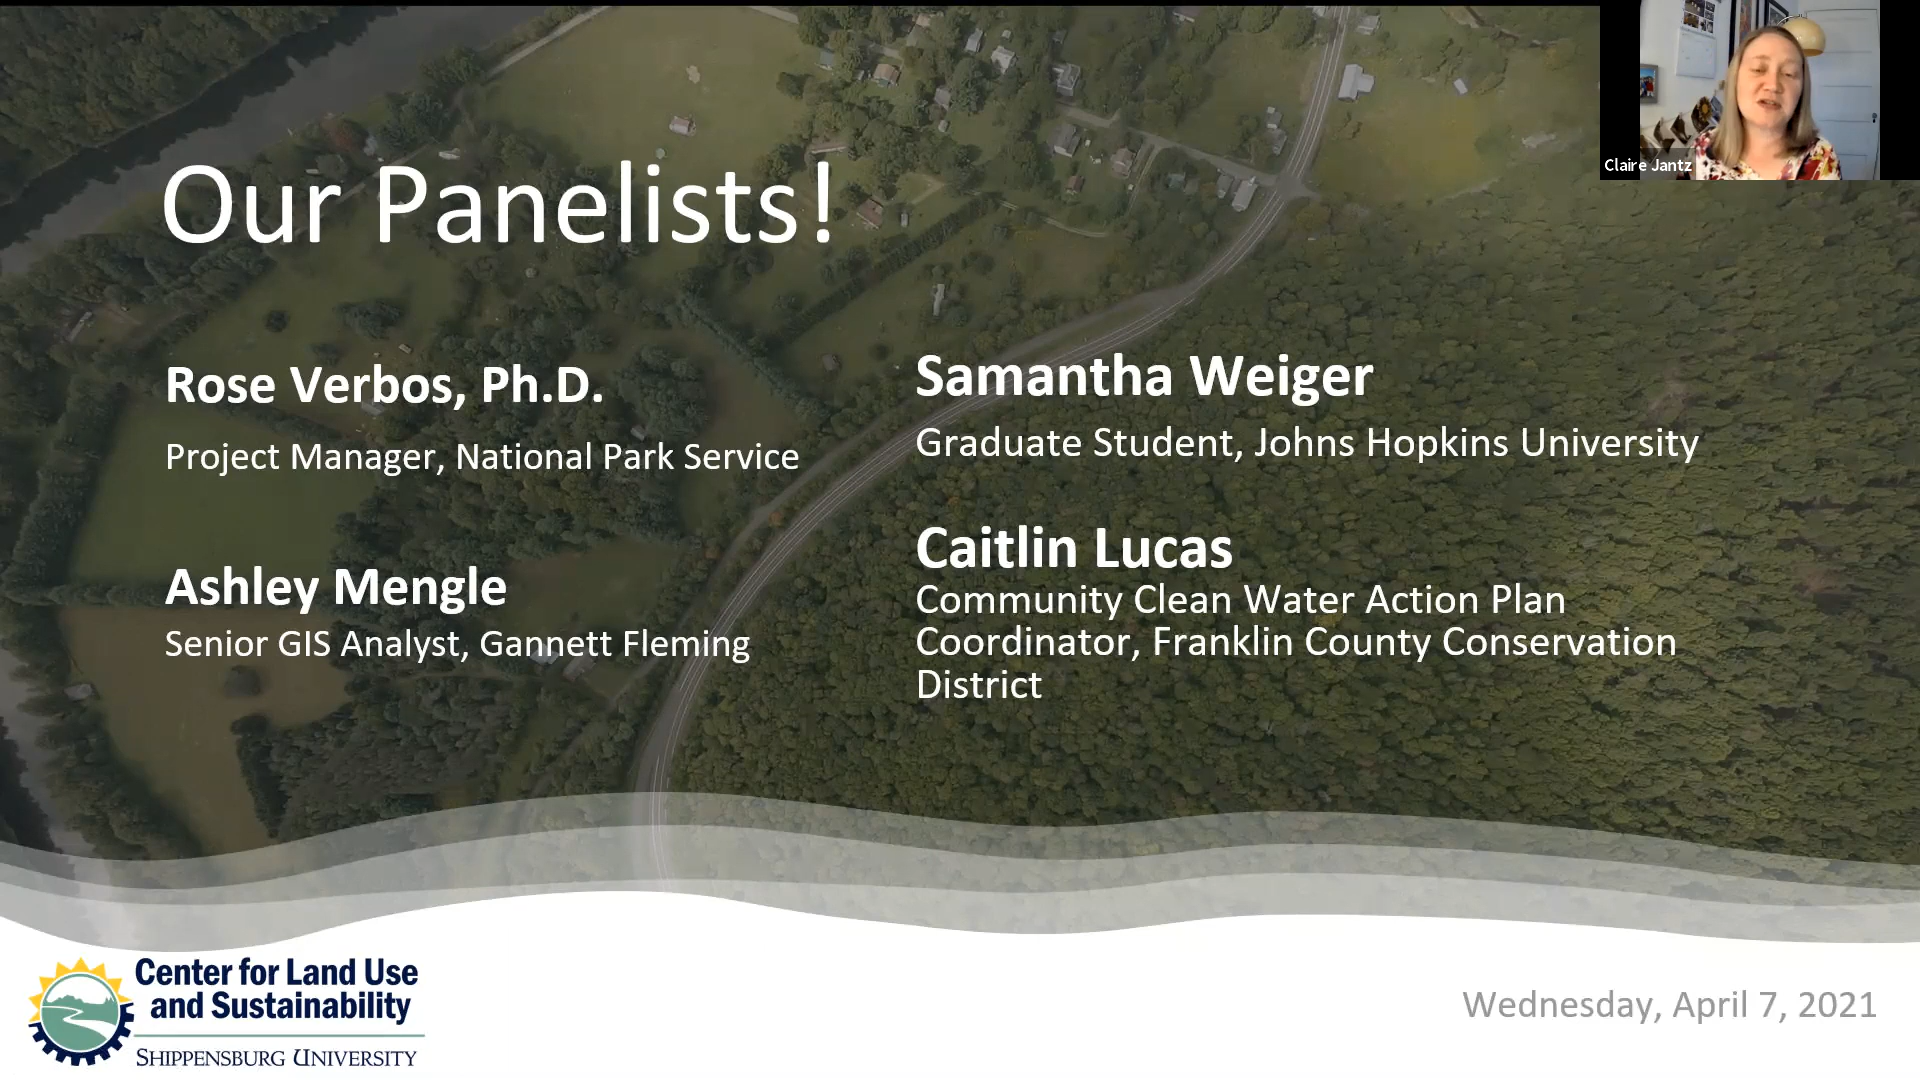 Claire Jantz
Our Panelists!
Rose Verbos, Ph.D.
Project Manager, National Park Service
Ashley Mengle
Senior GIS Analyst, Gannett Fleming
Samantha Weiger
Graduate Student, Johns Hopkins University
Caitlin Lucas
Community Clean Water Action Plan
Coordinator, Franklin County Conservation
District
Center for Land Use
and Sustainability
SHIPPENSBURG UNIVERSITY
Wednesday, April 7, 2021